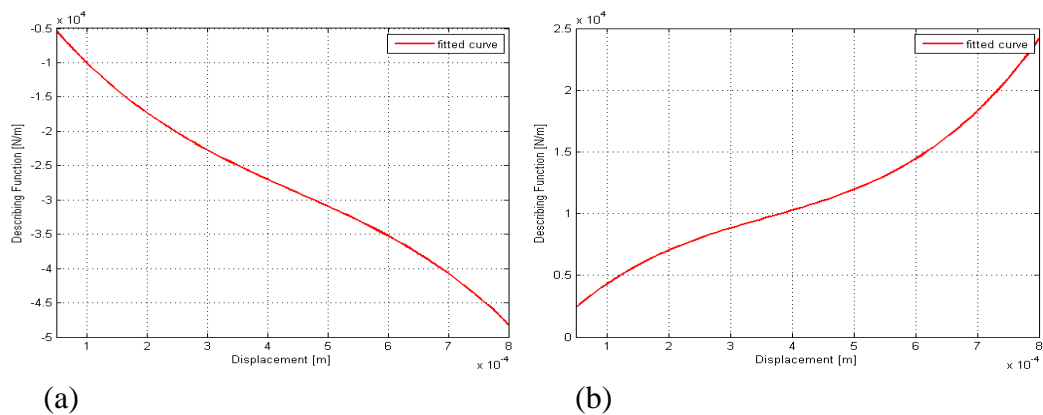 x 10⁻⁴
fitted curve
-0.5
-1
-1.5
-2
-2.5
-3
-3.5
-4
-4.5
-5
Describing Function [N/m]
1 2 3 4 5 6 7 8
Displacement [m]
x 10⁻⁴
(a)
x 10⁴
fitted curve
2.5
2
1.5
1
0.5
0
Describing Function [N/m]
1 2 3 4 5 6 7 8
Displacement [m]
x 10⁻⁴
(b)